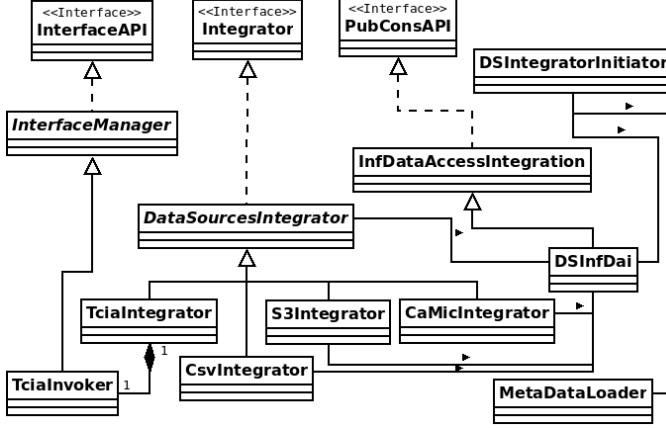 <<Interface>>
InterfaceAPI
<<Interface>>
Integrator
<<Interface>>
PubConsAPI
DSIntegratorInitiator
InterfaceManager
InfDataAccessIntegration
DataSourcesIntegrator
DSInfDai
TciaIntegrator
S3Integrator
CaMicIntegrator
1
TciaInvoker
1
CsvIntegrator
MetaDataLoader